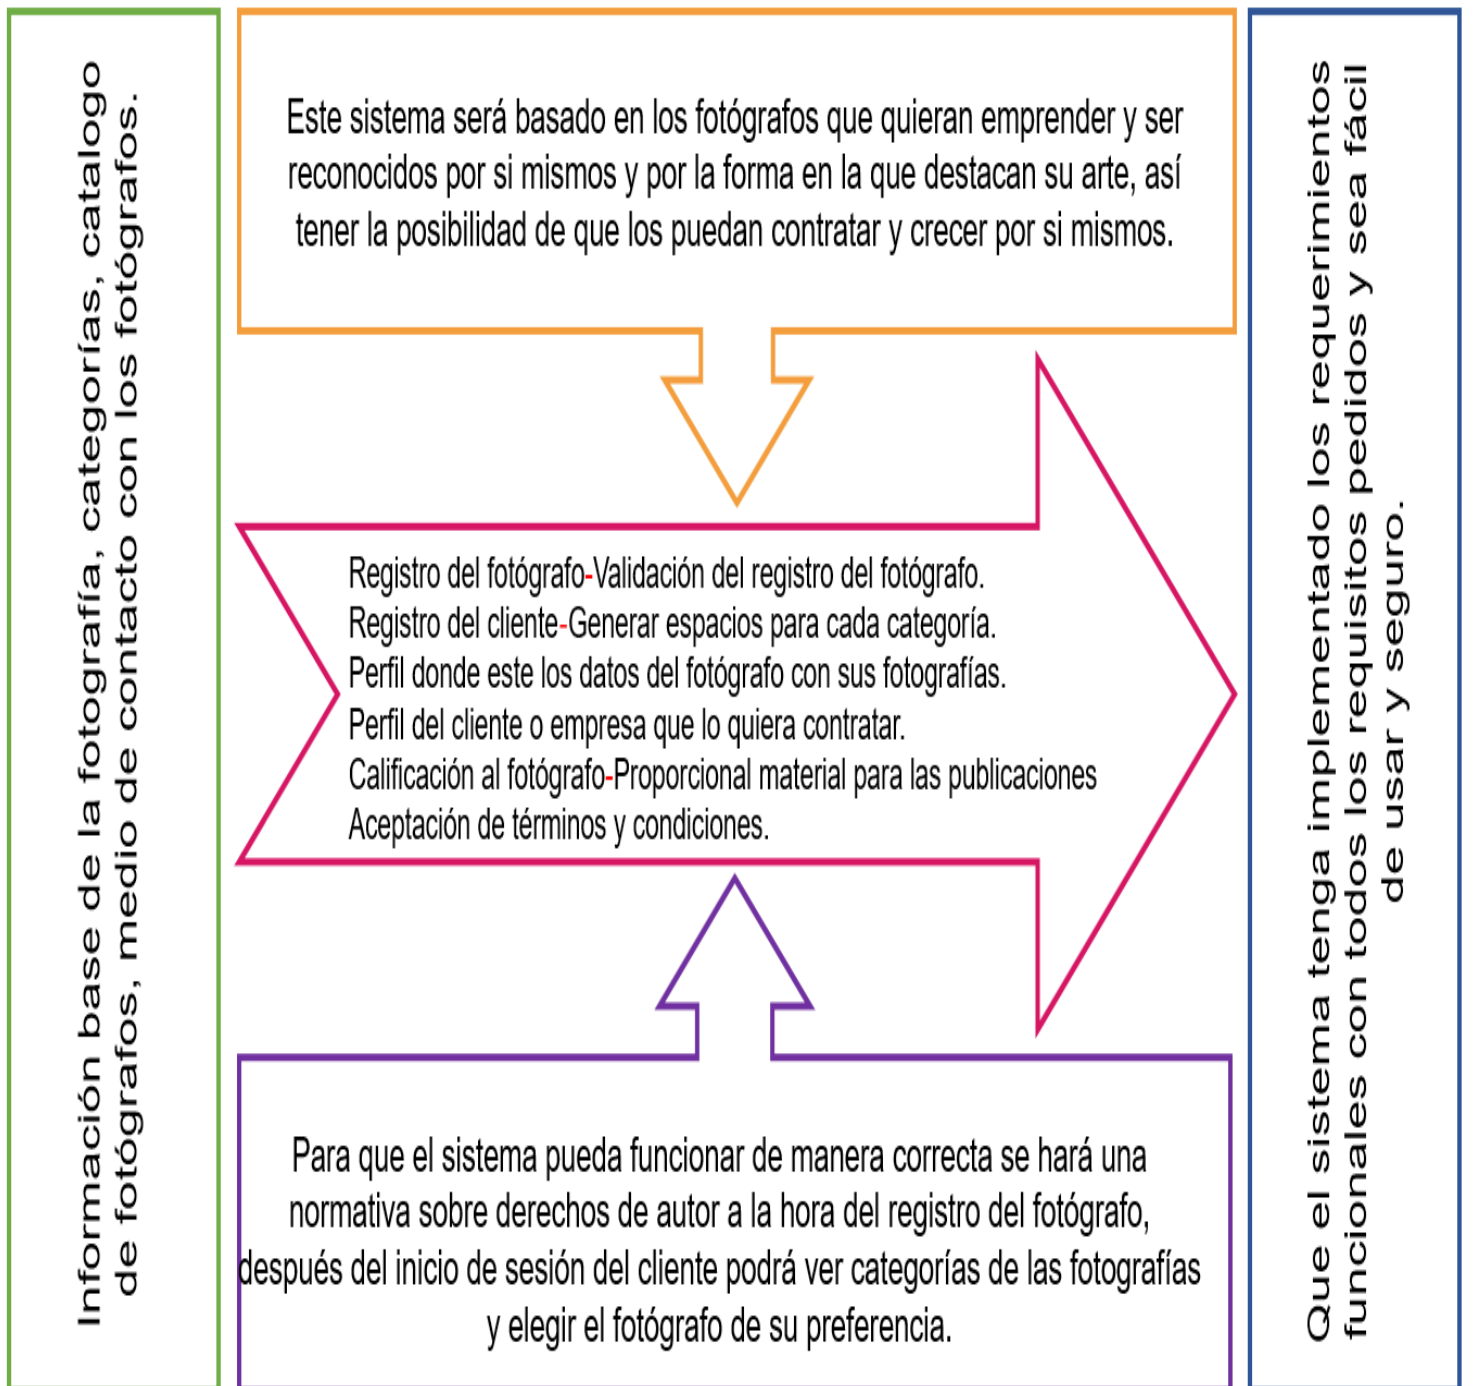 Información base de la fotografía, categorías, catalogo
de fotógrafos, medio de contacto con los fotógrafos.
Este sistema será basado en los fotógrafos que quieran emprender y ser
reconocidos por si mismos y por la forma en la que destacan su arte, así
tener la posibilidad de que los puedan contratar y crecer por si mismos.
Registro del fotógrafo-Validación del registro del fotógrafo.
Registro del cliente-Generar espacios para cada categoría.
Perfil donde este los datos del fotógrafo con sus fotografías.
Perfil del cliente o empresa que lo quiera contratar.
Calificación al fotógrafo-Proporcional material para las publicaciones
Aceptación de términos y condiciones.
Para que el sistema pueda funcionar de manera correcta se hará una
normativa sobre derechos de autor a la hora del registro del fotógrafo,
después del inicio de sesión del cliente podrá ver categorías de las fotografías
y elegir el fotógrafo de su preferencia.
Que el sistema tenga implementado los requerimientos
funcionales con todos los requisitos pedidos y sea fácil
de usar y seguro.